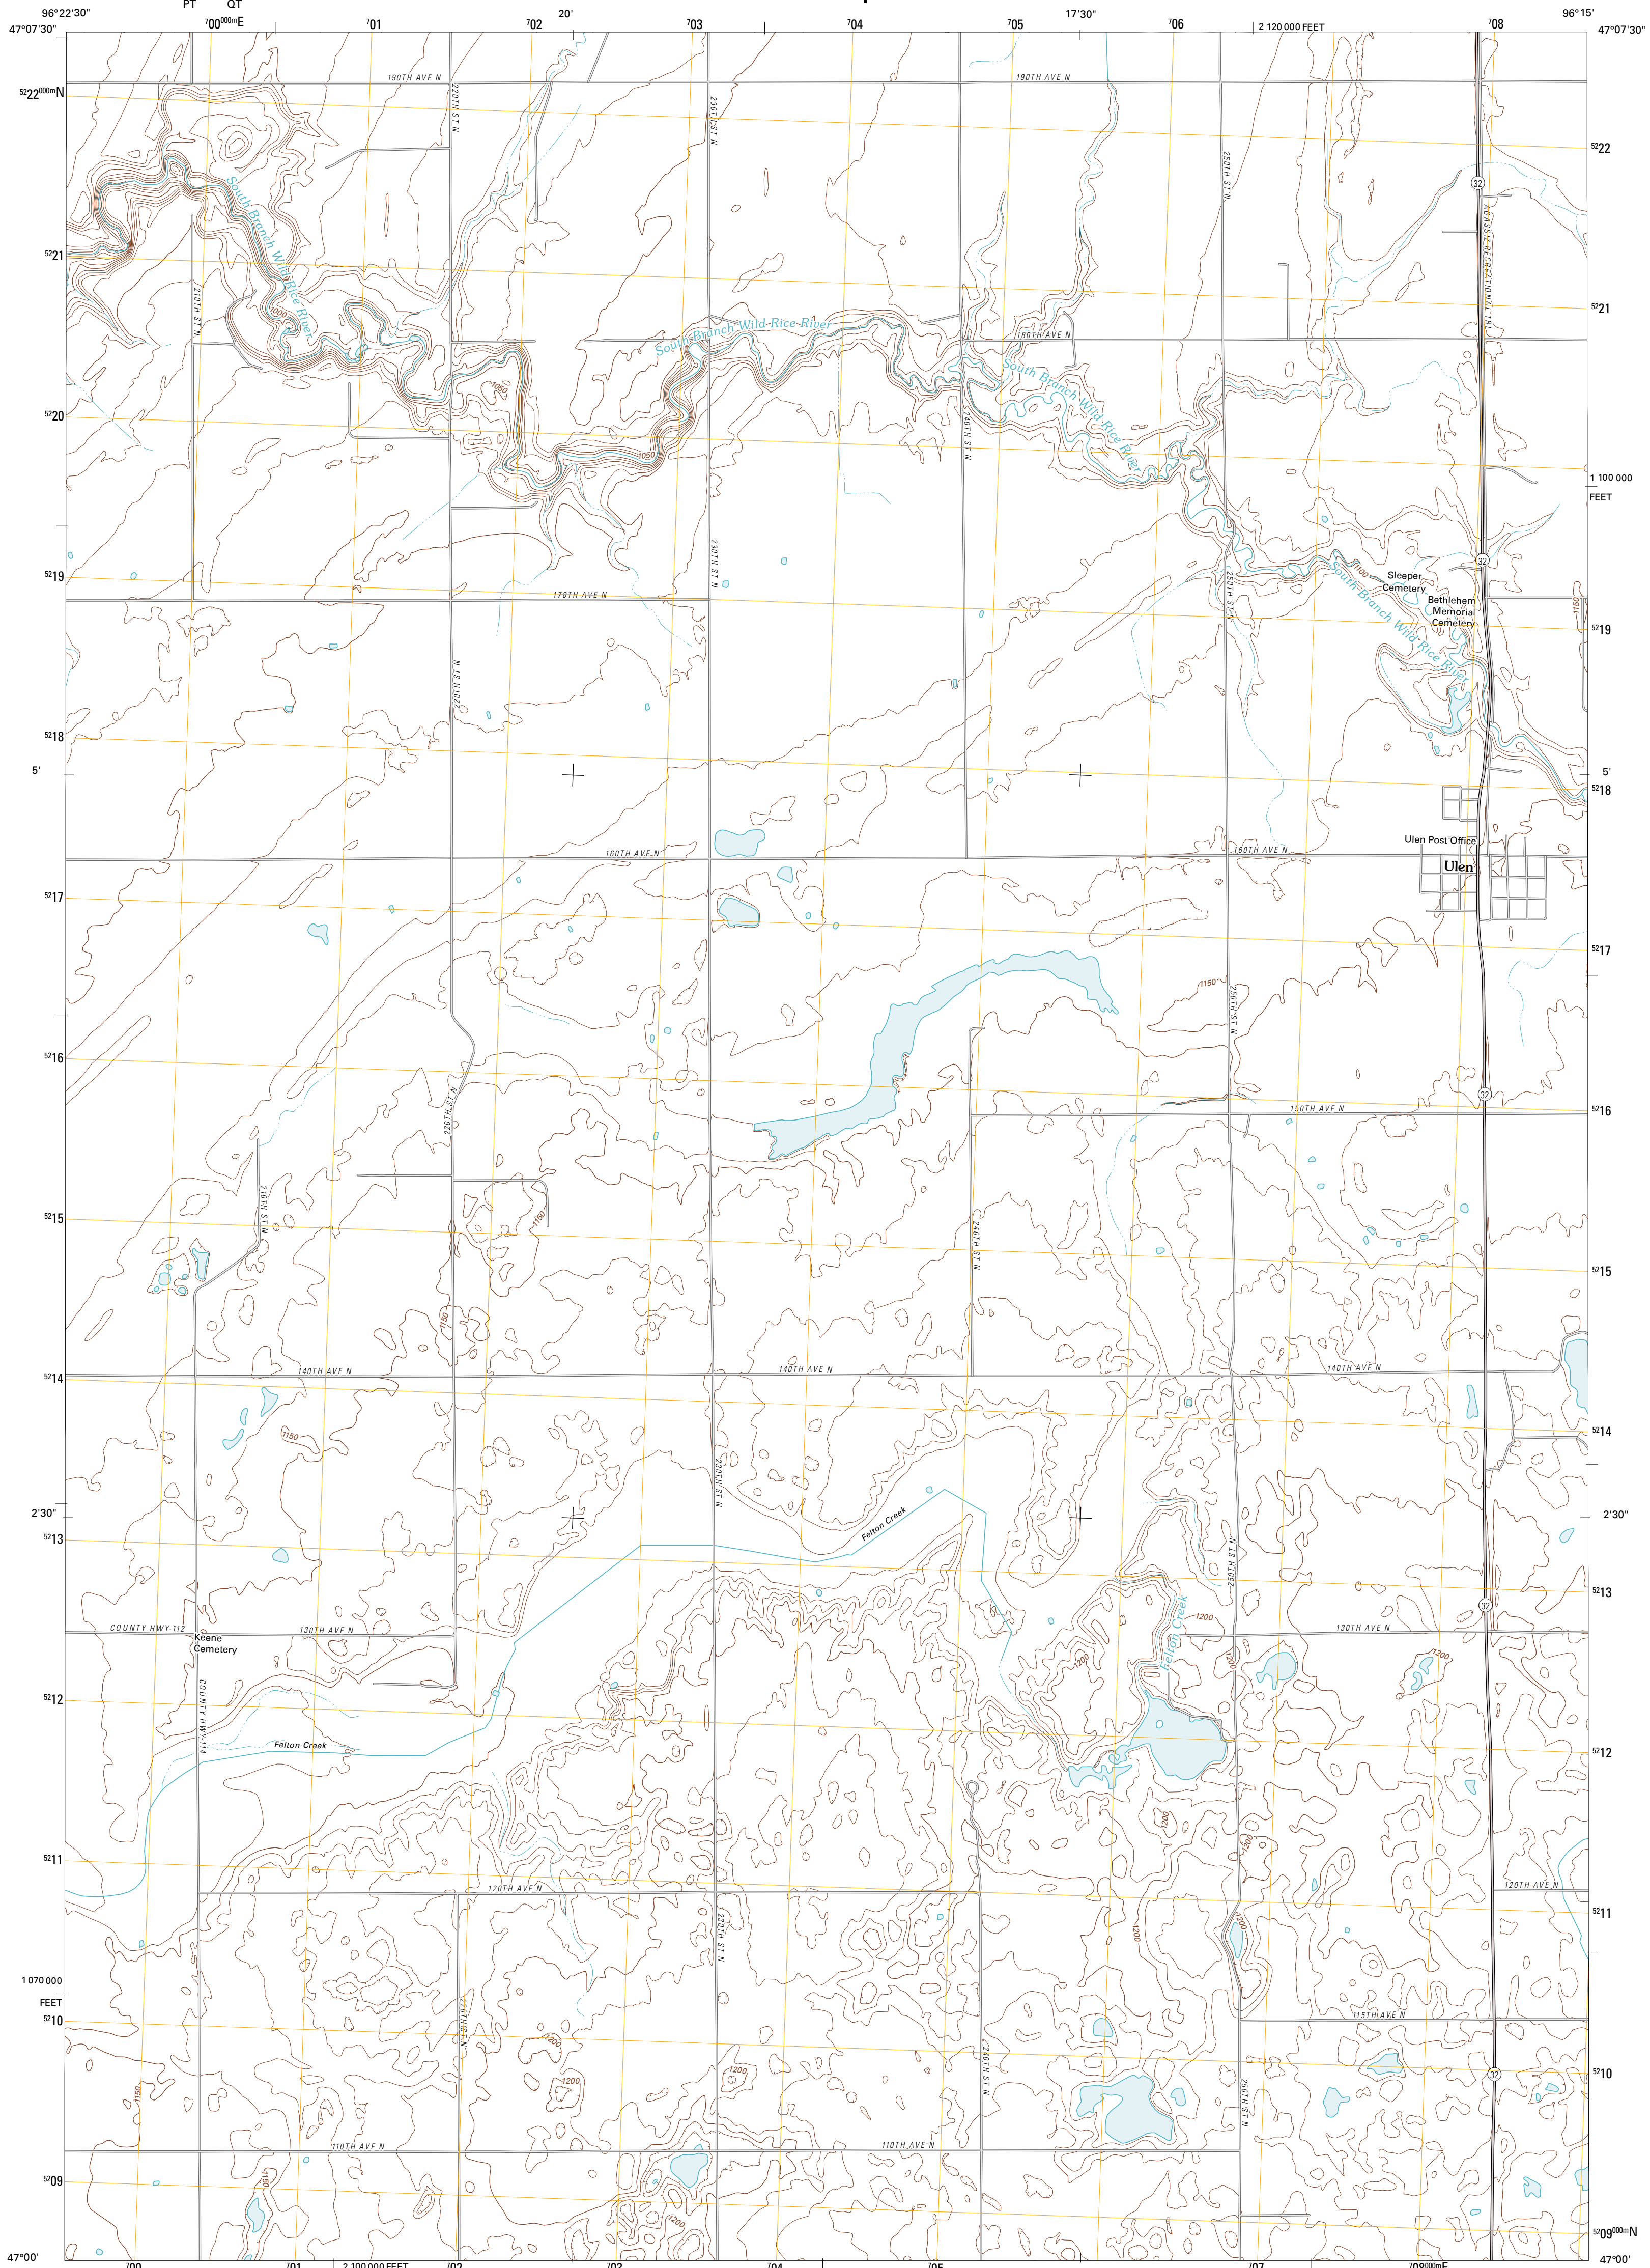 PT QT
96°22'30" 700000mE 701 702 20' 703 704 705 17'30" 706 2 120 000 FEET 708 96°15'
47°07'30" 47°07'30"
190TH AVE N 190TH AVE N
5222000mN
220TH ST N
230TH ST N
5222
250TH ST N
32
South Branch Wild Rice River
AGASSIZ RECREATIONAL TRL
5221
210TH ST N
1000
5221
South Branch Wild Rice River
180TH AVE N
South Branch Wild Rice River
1050
5220
240TH ST N
5220
1050
1 100 000
FEET
230TH ST N
32
5219
1100
250TH ST N
Sleeper
Cemetery
South Branch Wild Rice River
170TH AVE N
Bethlehem
Memorial
Cemetery
1150
5219
220TH ST N
5218
5' 5'
5218
Ulen Post Office
160TH AVE N 160TH AVE N
Ulen
5217
5217
1150
250TH ST N
5216
32
220TH ST N
150TH AVE N
5216
210TH ST N
5215
1150
240TH ST N
5215
1150
140TH AVE N 140TH AVE N 140TH AVE N
5214
1150
5214
230TH ST N
2'30" 2'30"
Felton Creek
5213
250TH ST N
5213
32
Felton Creek
1200
COUNTY HWY-112 130TH AVE N 130TH AVE N
Keene
Cemetery
1200
1200
1200
5212
COUNTY HWY-114
Felton Creek
5212
1200
1200
5211
120TH AVE N 120TH AVE N
230TH ST N
1200
1200
5211
1 070 000
FEET
220TH ST N
115TH AVE N
5210
1200
240TH ST N
1200
32
5210
1200
1150
250TH ST N
110TH AVE N 110TH AVE N
5209
1150
1200
5209000mN
47°00' 700 701 2 100 000 FEET 702 703 704 705 707 708000mE 47°00'